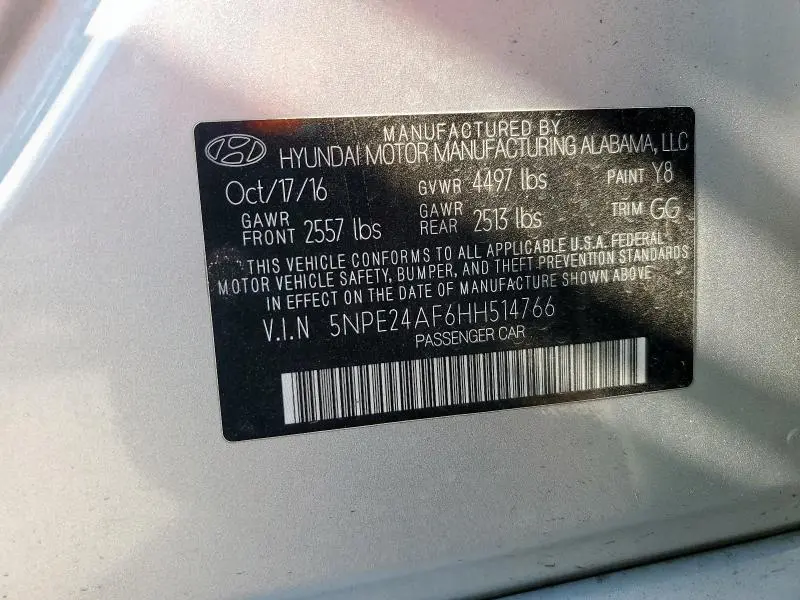 MANUFACTURED BY
HYUNDAI MOTOR MANUFACTURING ALABAMA, LLC
Oct/17/16 GVWR 4497 lbs PAINT Y8
GAWR FRONT 2557 lbs GAWR REAR 2513 lbs TRIM GG
THIS VEHICLE CONFORMS TO ALL APPLICABLE U.S.A. FEDERAL
MOTOR VEHICLE SAFETY, BUMPER, AND THEFT PREVENTION STANDARDS
IN EFFECT ON THE DATE OF MANUFACTURE SHOWN ABOVE
V.I.N 5NPE24AF6HH514766
PASSENGER CAR